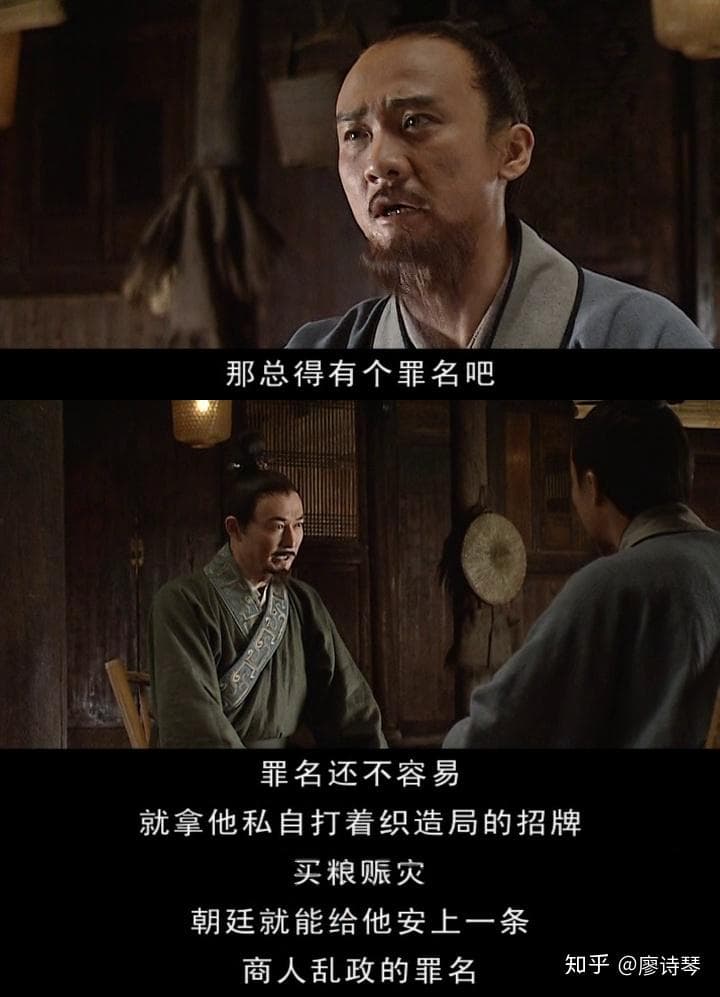 那总得有个罪名吧
罪名还不容易
就拿他私自打着织造局的招牌
买粮赈灾
朝廷就能给他安上一条
商人乱政的罪名
知乎 @廖诗琴